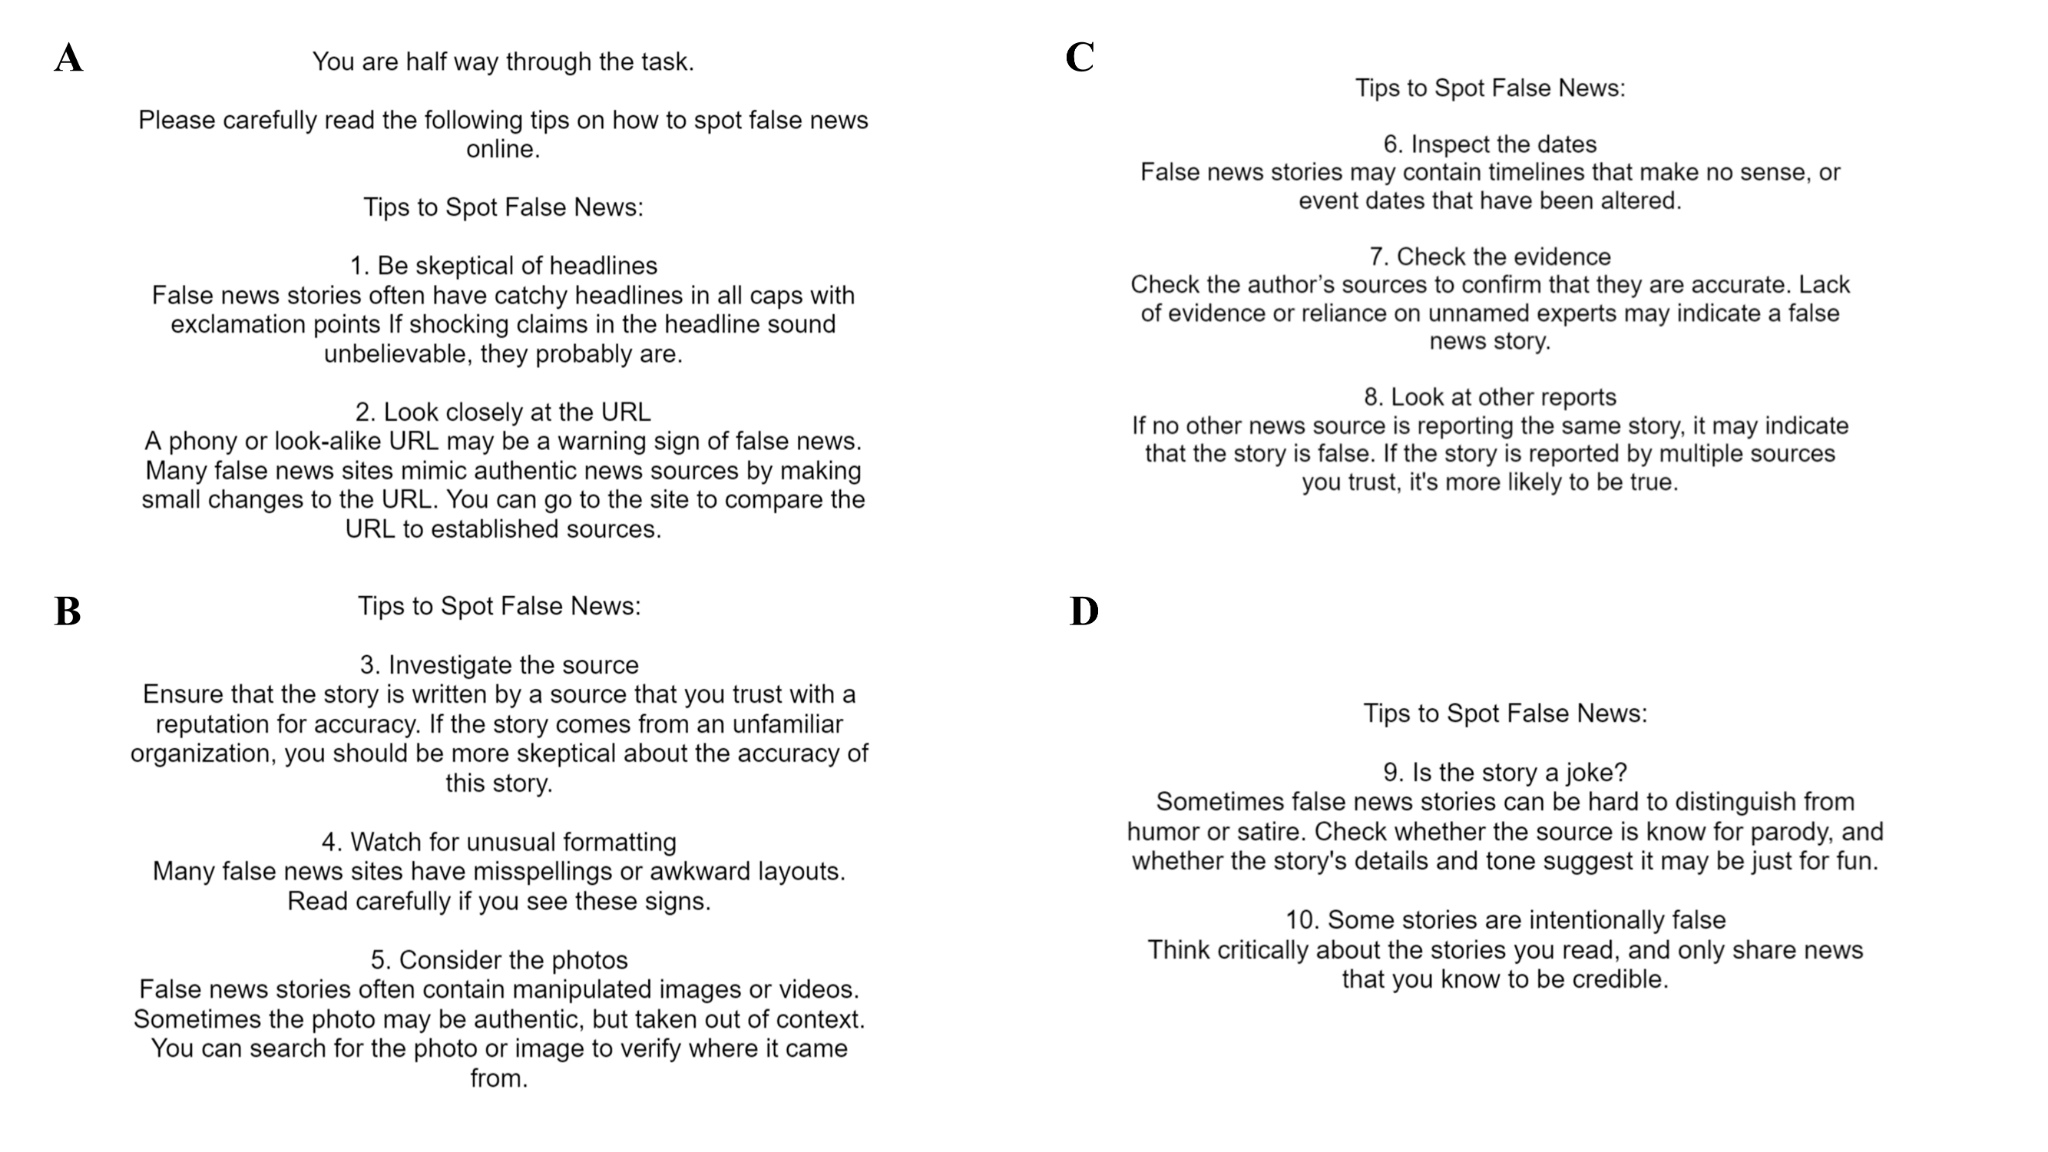 A
You are half way through the task.
Please carefully read the following tips on how to spot false news
online.
Tips to Spot False News:
1. Be skeptical of headlines
False news stories often have catchy headlines in all caps with
exclamation points If shocking claims in the headline sound
unbelievable, they probably are.
2. Look closely at the URL
A phony or look-alike URL may be a warning sign of false news.
Many false news sites mimic authentic news sources by making
small changes to the URL. You can go to the site to compare the
URL to established sources.
B
Tips to Spot False News:
3. Investigate the source
Ensure that the story is written by a source that you trust with a
reputation for accuracy. If the story comes from an unfamiliar
organization, you should be more skeptical about the accuracy of
this story.
4. Watch for unusual formatting
Many false news sites have misspellings or awkward layouts.
Read carefully if you see these signs.
5. Consider the photos
False news stories often contain manipulated images or videos.
Sometimes the photo may be authentic, but taken out of context.
You can search for the photo or image to verify where it came
from.
C
Tips to Spot False News:
6. Inspect the dates
False news stories may contain timelines that make no sense, or
event dates that have been altered.
7. Check the evidence
Check the author’s sources to confirm that they are accurate. Lack
of evidence or reliance on unnamed experts may indicate a false
news story.
8. Look at other reports
If no other news source is reporting the same story, it may indicate
that the story is false. If the story is reported by multiple sources
you trust, it's more likely to be true.
D
Tips to Spot False News:
9. Is the story a joke?
Sometimes false news stories can be hard to distinguish from
humor or satire. Check whether the source is know for parody, and
whether the story's details and tone suggest it may be just for fun.
10. Some stories are intentionally false
Think critically about the stories you read, and only share news
that you know to be credible.